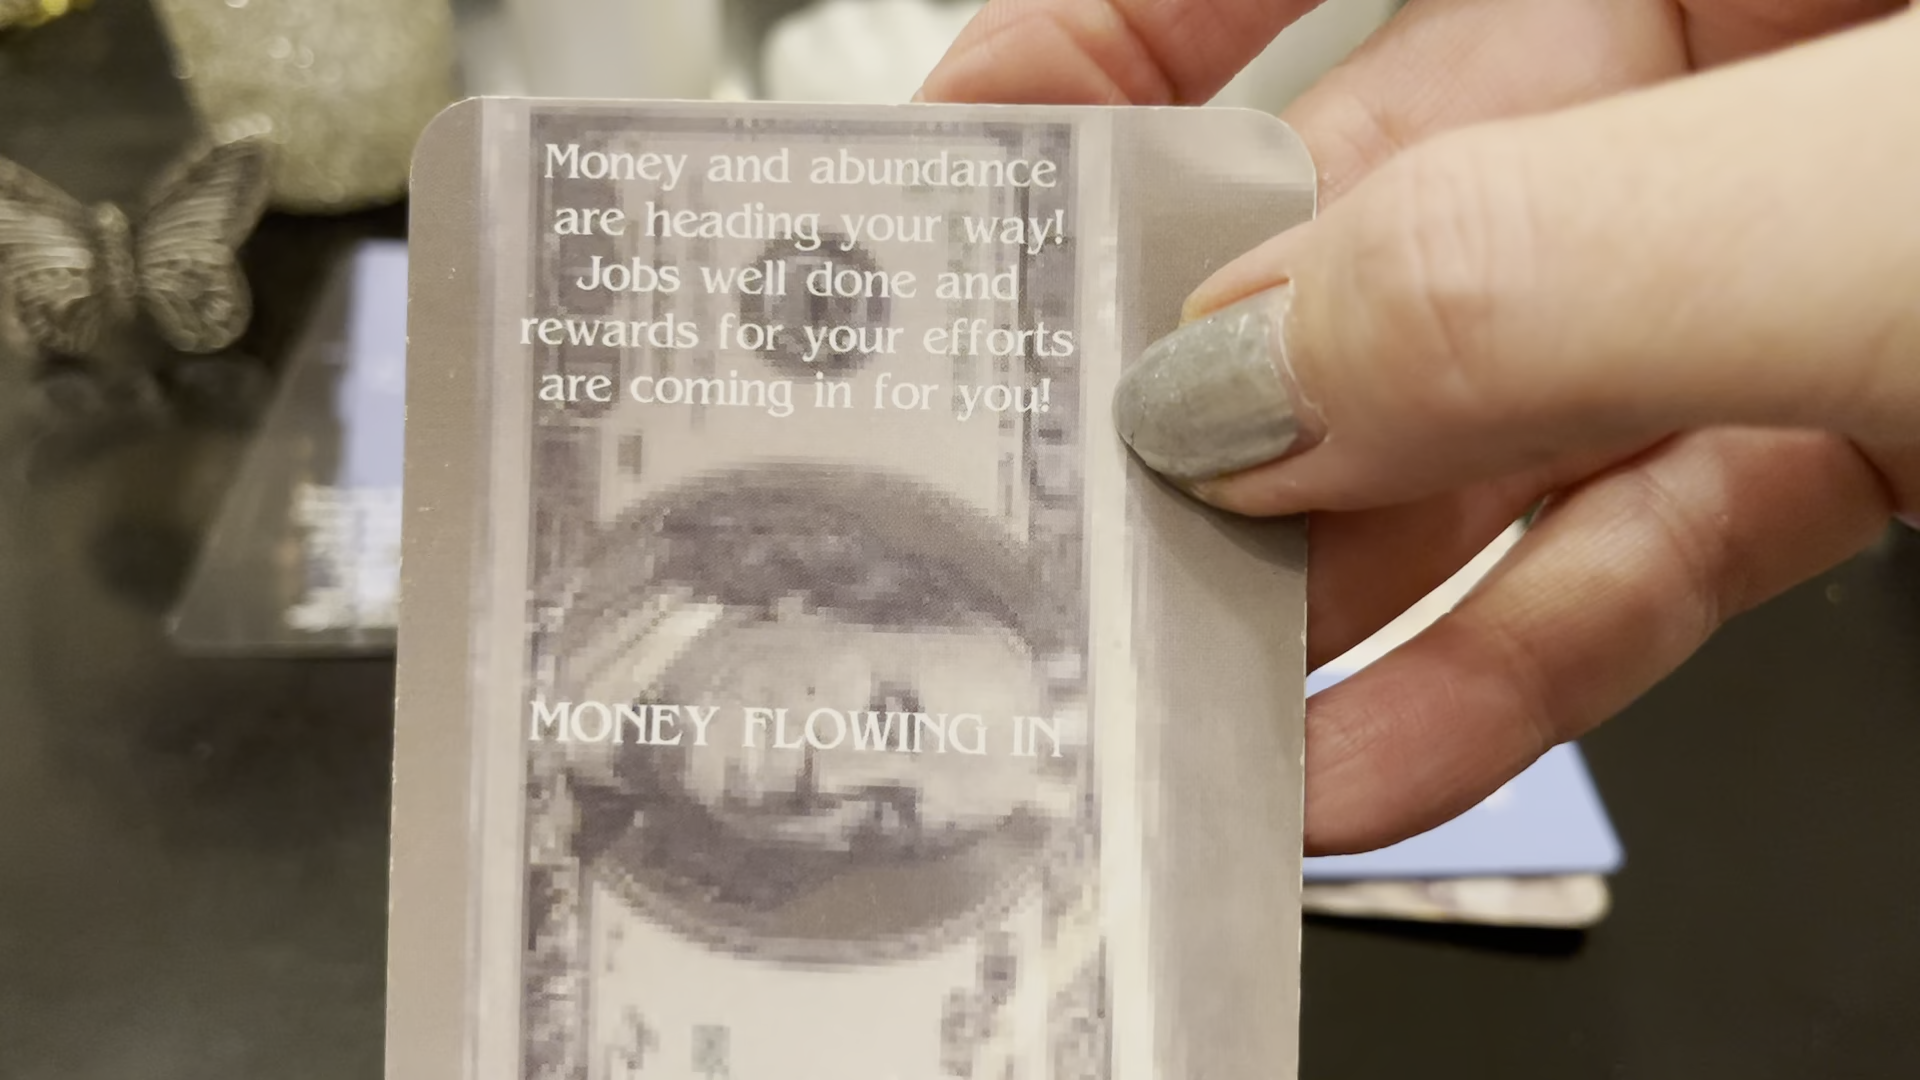 Money and abundance
are heading your way!
Jobs well done and
rewards for your efforts
are coming in for you!
MONEY FLOWING IN